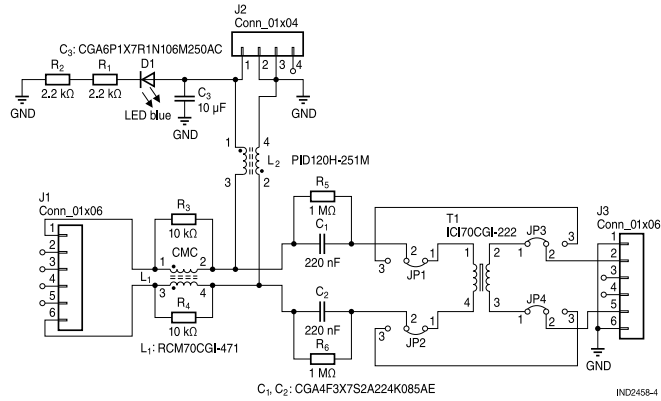 J2
Conn_01x04
C3: CGA6P1X7R1N106M250AC
R2 R1 D1
1 2 3 4
2.2 kΩ 2.2 kΩ
C3
10 µF
GND LED blue GND GND
1 4
L2 PID120H-251M
3 2
J1
Conn_01x06
R3
10 kΩ
R5
1 MΩ
C1
220 nF
T1
ICI70CGI-222
JP3
J3
Conn_01x06
1
2
3
4
5
6
CMC
1 2
L1 3 4
R4
10 kΩ
L1: RCM70CGI-471
C2
220 nF
R6
1 MΩ
3 2 1
JP1
1 2
4 3
1 2 3
3 2 1
JP2
JP4
1 2 3
1
2
3
4
5
6
GND
C1, C2: CGA4F3X7S2A224K085AE
IND2458-4